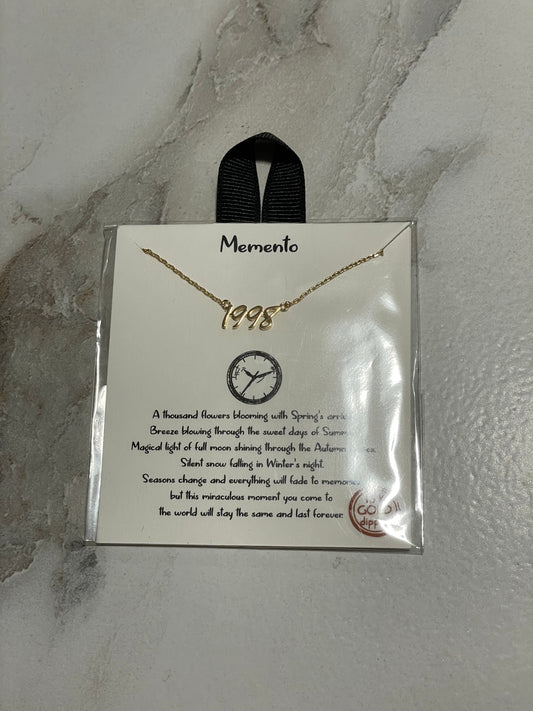 Memento
1998
A thousand flowers blooming with Spring's
Breeze blowing through the sweet days of
Magical light of full moon shining through the Autumn
Silent snow falling in Winter's night.
Seasons change and everything will fade to memories
but this miraculous moment you come to
the world will stay the same and last forever.
GOLD